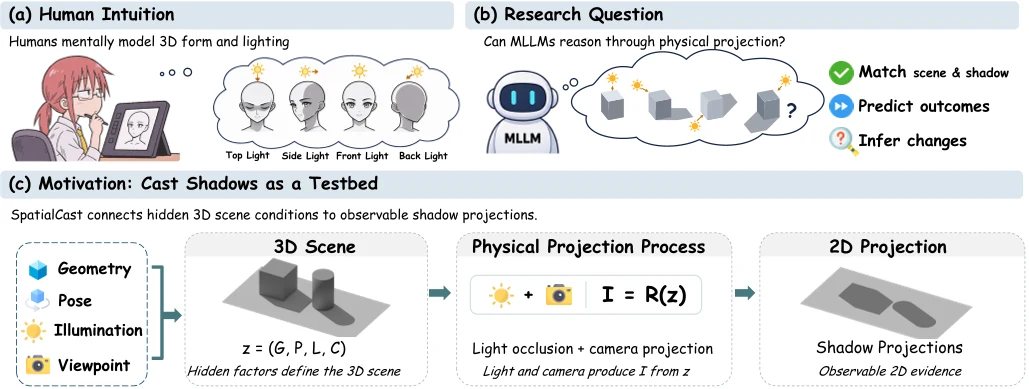 (a) Human Intuition
Humans mentally model 3D form and lighting
Top Light
Side Light
Front Light
Back Light
(b) Research Question
Can MLLMs reason through physical projection?
MLLM
?
Match scene & shadow
Predict outcomes
Infer changes
(c) Motivation: Cast Shadows as a Testbed
SpatialCast connects hidden 3D scene conditions to observable shadow projections.
Geometry
Pose
Illumination
Viewpoint
3D Scene
z = (G, P, L, C)
Hidden factors define the 3D scene
Physical Projection Process
+
I = R(z)
Light occlusion + camera projection
Light and camera produce I from z
2D Projection
Shadow Projections
Observable 2D evidence